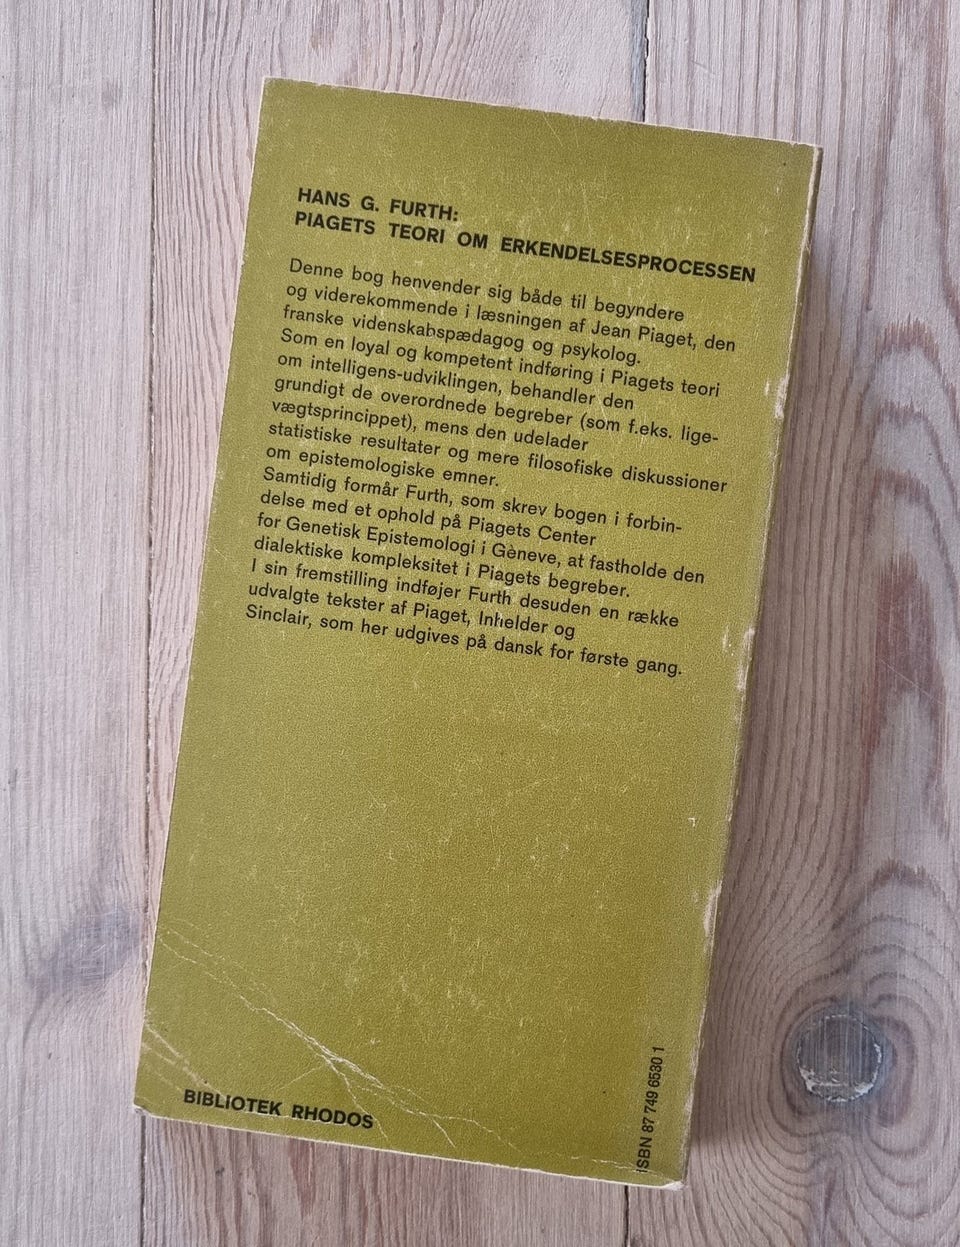 HANS G. FURTH:
PIAGETS TEORI OM ERKENDELSESPROCESSEN
Denne bog henvender sig både til begyndere
og viderekommende i læsningen af Jean Piaget, den
franske videnskabspædagog og psykolog.
Som en loyal og kompetent indføring i Piagets teori
om intelligens-udviklingen, behandler den
grundigt de overordnede begreber (som f.eks. lige-
vægtsprincippet), mens den udelader
statistiske resultater og mere filosofiske diskussioner
om epistemologiske emner.
Samtidig formår Furth, som skrev bogen i forbin-
delse med et ophold på Piagets Center
for Genetisk Epistemologi i Gèneve, at fastholde den
dialektiske kompleksitet i Piagets begreber.
I sin fremstilling indføjer Furth desuden en række
udvalgte tekster af Piaget, Inhelder og
Sinclair, som her udgives på dansk for første gang.
BIBLIOTEK RHODOS
ISBN 87 749 6530 1